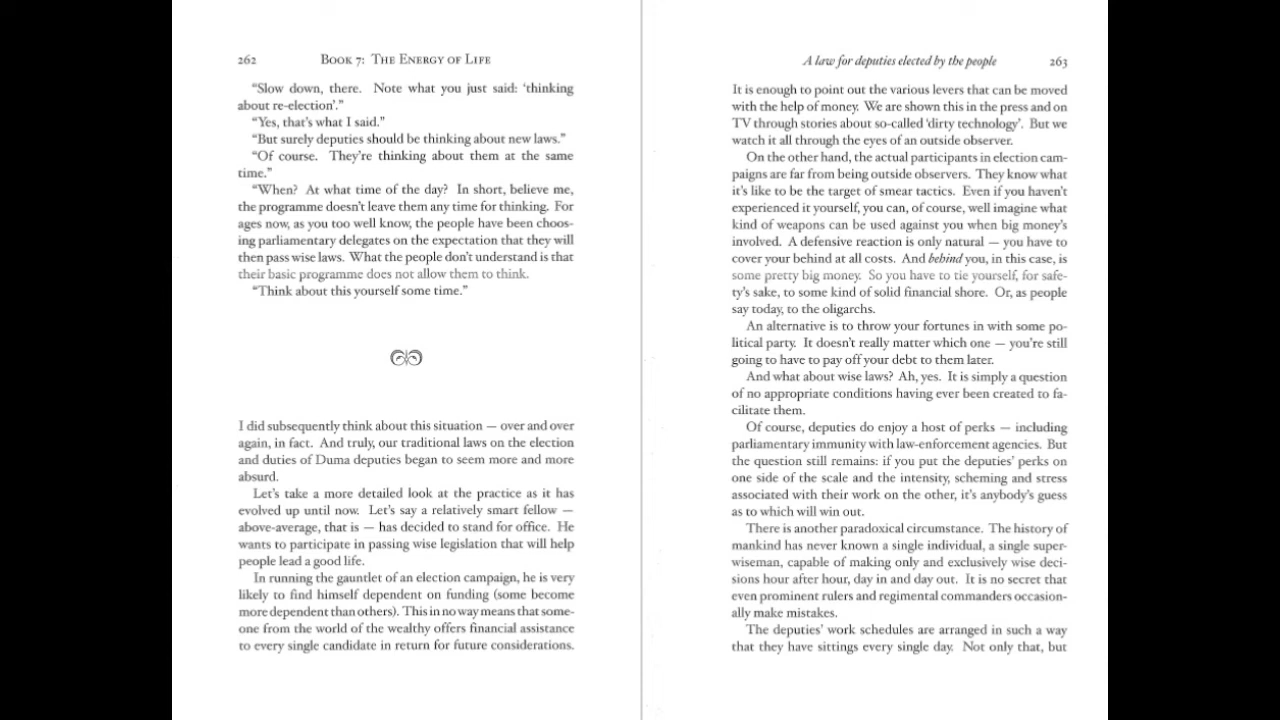 262 BOOK 7: THE ENERGY OF LIFE
“Slow down, there. Note what you just said: ‘thinking
about re-election’.”
“Yes, that’s what I said.”
“But surely deputies should be thinking about new laws.”
“Of course. They’re thinking about them at the same
time.”
“When? At what time of the day? In short, believe me,
the programme doesn’t leave them any time for thinking. For
ages now, as you too well know, the people have been choos-
ing parliamentary delegates on the expectation that they will
then pass wise laws. What the people don’t understand is that
their basic programme does not allow them to think.
“Think about this yourself some time.”
I did subsequently think about this situation — over and over
again, in fact. And truly, our traditional laws on the election
and duties of Duma deputies began to seem more and more
absurd.
Let’s take a more detailed look at the practice as it has
evolved up until now. Let’s say a relatively smart fellow —
above-average, that is — has decided to stand for office. He
wants to participate in passing wise legislation that will help
people lead a good life.
In running the gauntlet of an election campaign, he is very
likely to find himself dependent on funding (some become
more dependent than others). This in no way means that some-
one from the world of the wealthy offers financial assistance
to every single candidate in return for future considerations.
A law for deputies elected by the people 263
It is enough to point out the various levers that can be moved
with the help of money. We are shown this in the press and on
TV through stories about so-called ‘dirty technology’. But we
watch it all through the eyes of an outside observer.
On the other hand, the actual participants in election cam-
paigns are far from being outside observers. They know what
it’s like to be the target of smear tactics. Even if you haven’t
experienced it yourself, you can, of course, well imagine what
kind of weapons can be used against you when big money’s
involved. A defensive reaction is only natural — you have to
cover your behind at all costs. And behind you, in this case, is
some pretty big money. So you have to tie yourself, for safe-
ty’s sake, to some kind of solid financial shore. Or, as people
say today, to the oligarchs.
An alternative is to throw your fortunes in with some po-
litical party. It doesn’t really matter which one — you’re still
going to have to pay off your debt to them later.
And what about wise laws? Ah, yes. It is simply a question
of no appropriate conditions having ever been created to fa-
cilitate them.
Of course, deputies do enjoy a host of perks — including
parliamentary immunity with law-enforcement agencies. But
the question still remains: if you put the deputies’ perks on
one side of the scale and the intensity, scheming and stress
associated with their work on the other, it’s anybody’s guess
as to which will win out.
There is another paradoxical circumstance. The history of
mankind has never known a single individual, a single super-
wiseman, capable of making only and exclusively wise deci-
sions hour after hour, day in and day out. It is no secret that
even prominent rulers and regimental commanders occasion-
ally make mistakes.
The deputies’ work schedules are arranged in such a way
that they have sittings every single day. Not only that, but